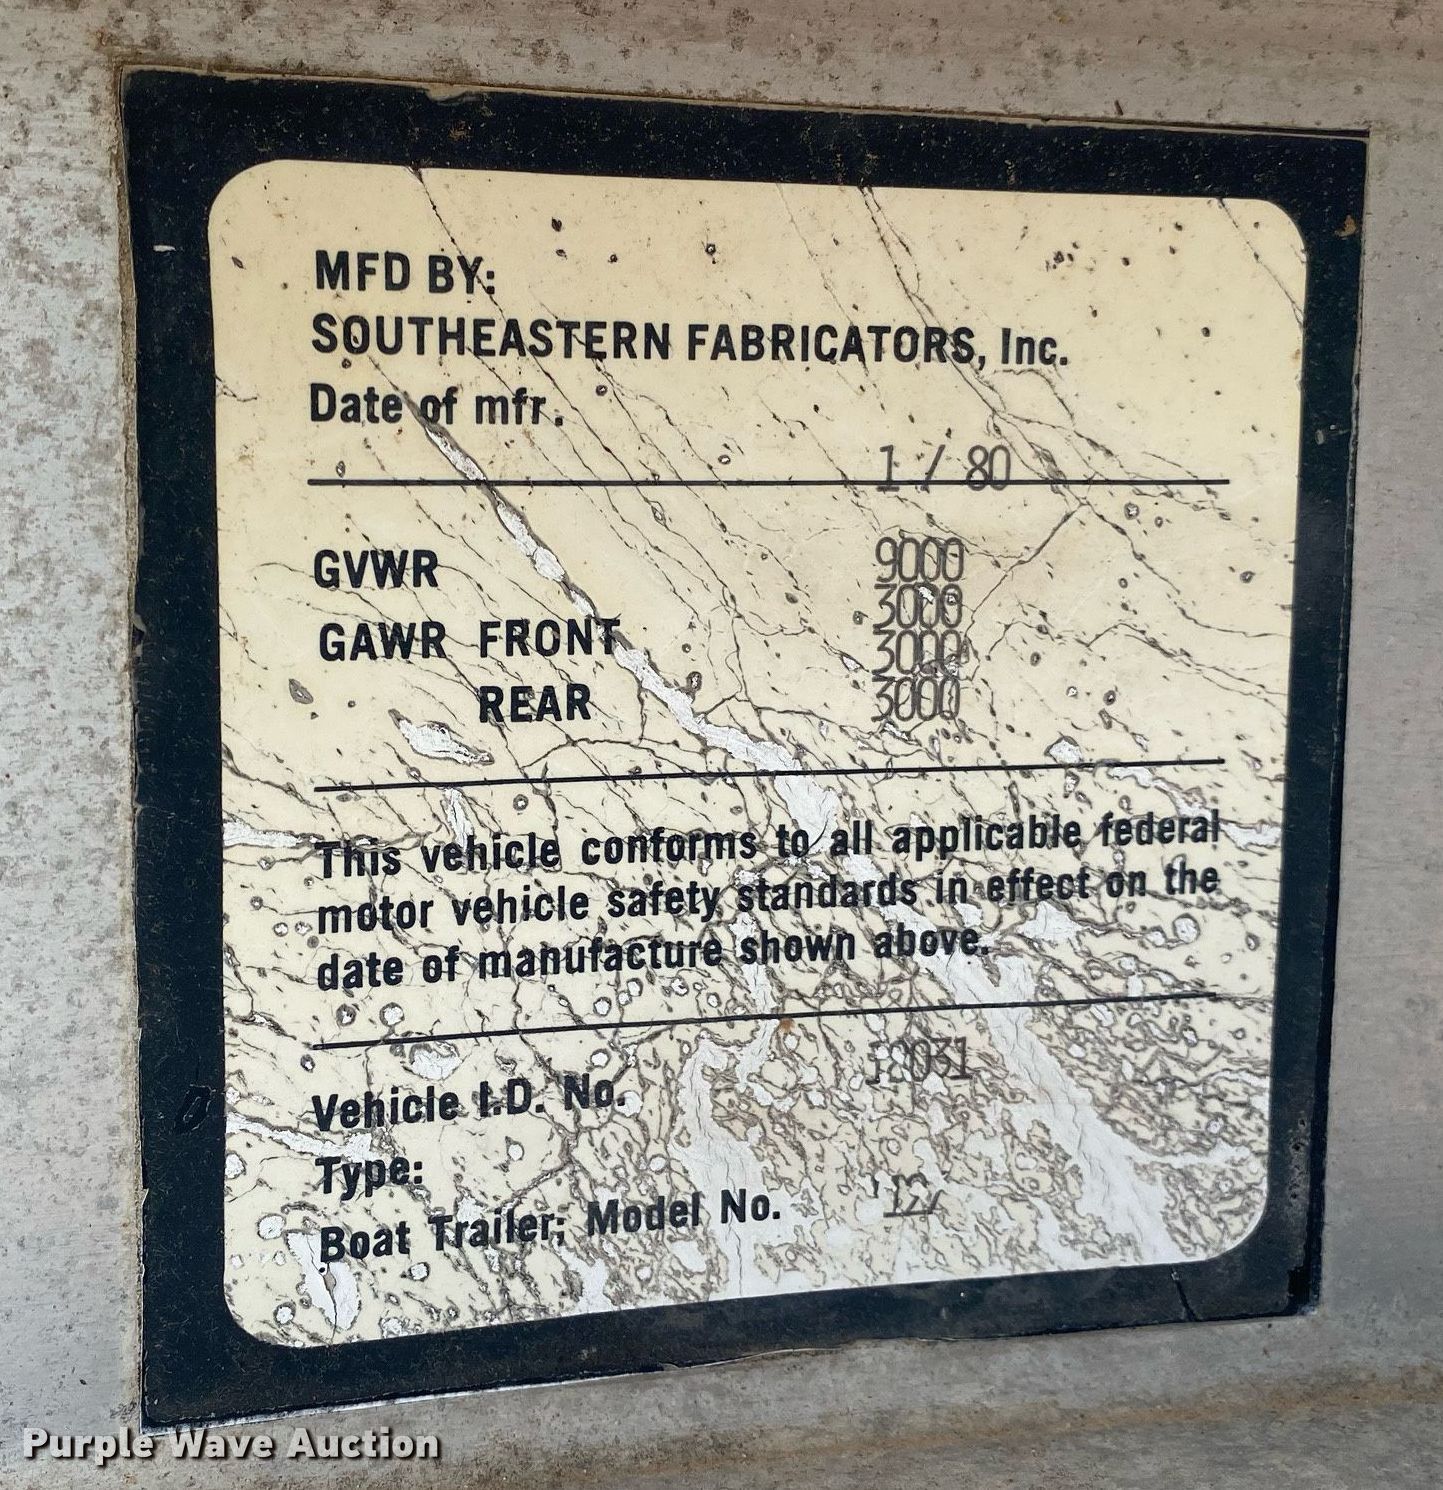 MFD BY:
SOUTHEASTERN FABRICATORS, Inc.
Date of mfr.
1 / 80
GVWR 9000
3000
GAWR FRONT 3000
REAR 3000
This vehicle conforms to all applicable federal
motor vehicle safety standards in effect on the
date of manufacture shown above.
Vehicle I.D. No.
Type:
Boat Trailer; Model No.
Purple Wave Auction